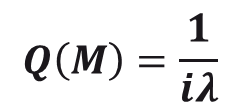 Q(M) = 1/iλ